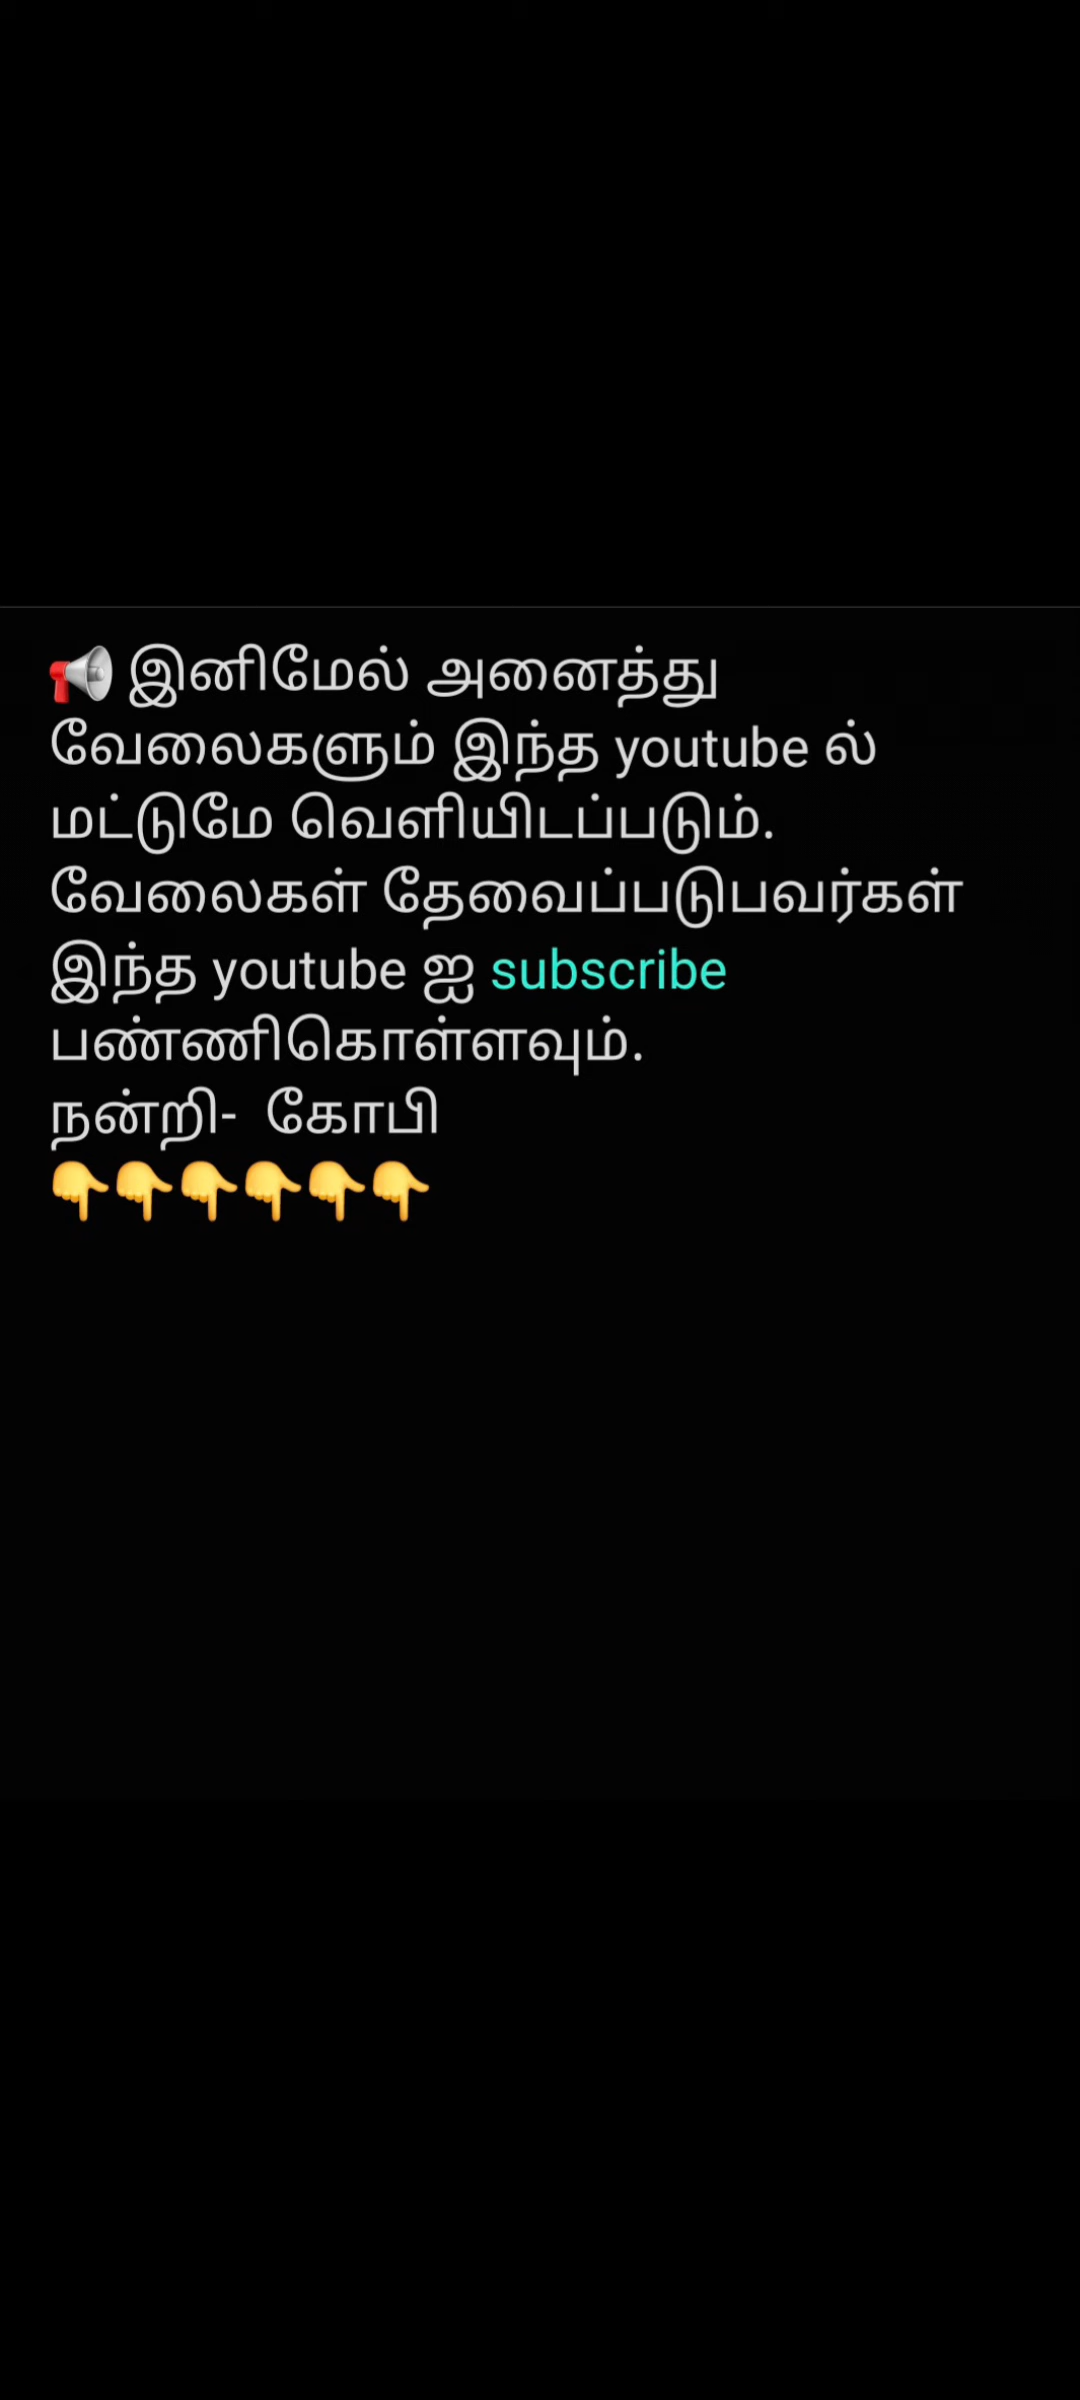 📢 இனிமேல் அனைத்து
வேலைகளும் இந்த youtube ல்
மட்டுமே வெளியிடப்படும்.
வேலைகள் தேவைப்படுபவர்கள்
இந்த youtube ஐ subscribe
பண்ணிகொள்ளவும்.
நன்றி-  கோபி
👇👇👇👇👇👇